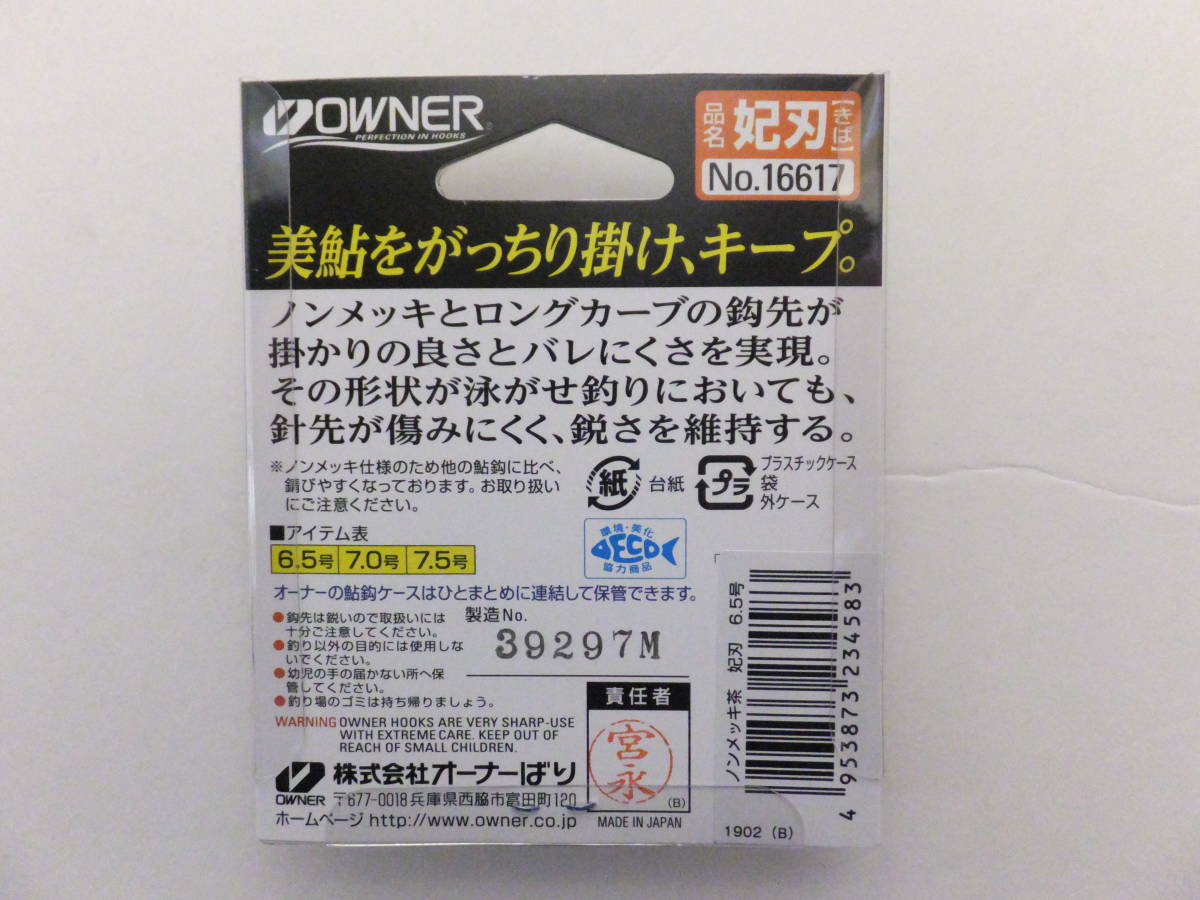 OWNER
PERFECTION IN HOOKS
品名 妃刃【きば】
No.16617
美鮎をがっちり掛け、キープ。
ノンメッキとロングカーブの鈎先が
掛かりの良さとバレにくさを実現。
その形状が泳がせ釣りにおいても、
針先が傷みにくく、鋭さを維持する。
※ノンメッキ仕様のため他の鮎鈎に比べ、
錆びやすくなっております。お取り扱い
にご注意ください。
紙 台紙
プラ プラスチックケース
袋
外ケース
■アイテム表
6.5号 7.0号 7.5号
環境・美化
ECO
協力商品
オーナーの鮎鈎ケースはひとまとめに連結して保管できます。
●鈎先は鋭いので取扱いには
十分ご注意してください。
●釣り以外の目的には使用しな
いでください。
●幼児の手の届かない所へ保
管してください。
●釣り場のゴミは持ち帰りましょう。
製造No.
39297M
WARNING OWNER HOOKS ARE VERY SHARP-USE
WITH EXTREME CARE. KEEP OUT OF
REACH OF SMALL CHILDREN.
責任者
宮永
(B)
OWNER
株式会社オーナーばり
〒677-0018 兵庫県西脇市富田町120
ホームページ http://www.owner.co.jp
MADE IN JAPAN
ノンメッキ茶 妃刃 6.5号
4953873234583
1902 (B)